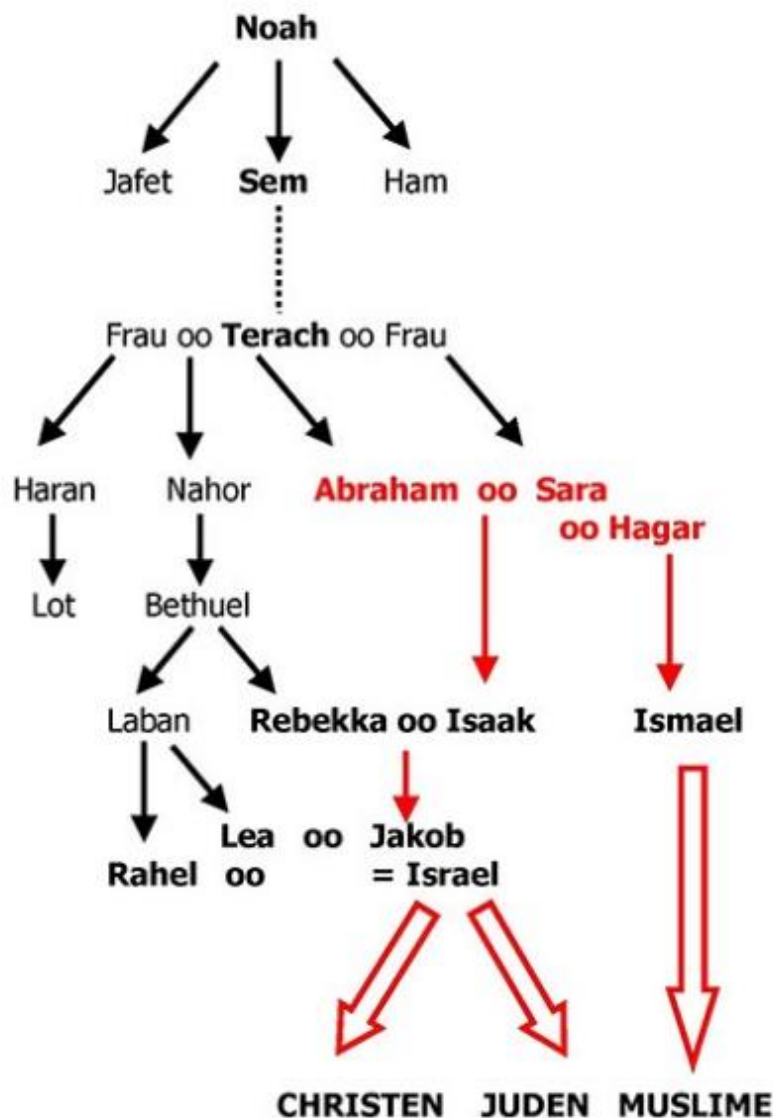 Noah
Jafet Sem Ham
Frau oo Terach oo Frau
Haran Nahor Abraham oo Sara
oo Hagar
Lot Bethuel
Laban Rebekka oo Isaak Ismael
Lea oo Jakob
Rahel oo = Israel
CHRISTEN JUDEN MUSLIME